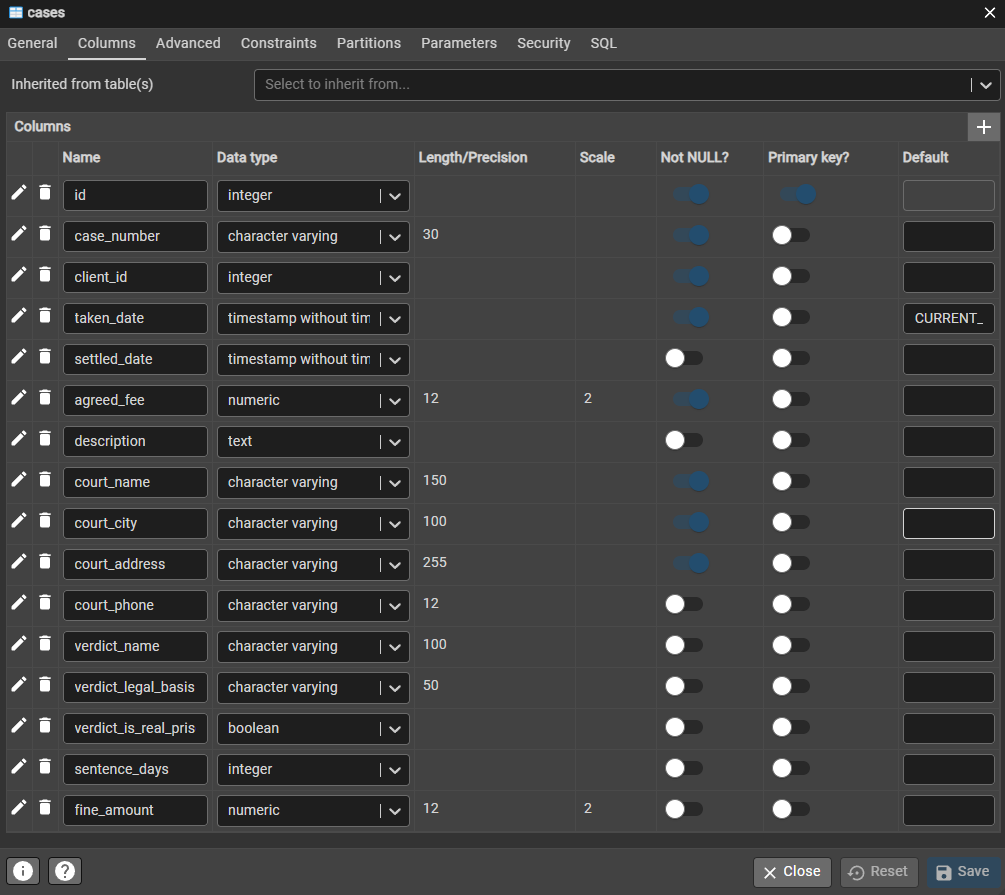 cases
General Columns Advanced Constraints Partitions Parameters Security SQL
Inherited from table(s) Select to inherit from...
Columns
Name Data type Length/Precision Scale Not NULL? Primary key? Default
id integer
case_number character varying 30
client_id integer
taken_date timestamp without tim CURRENT_
settled_date timestamp without tim
agreed_fee numeric 12 2
description text
court_name character varying 150
court_city character varying 100
court_address character varying 255
court_phone character varying 12
verdict_name character varying 100
verdict_legal_basis character varying 50
verdict_is_real_pris boolean
sentence_days integer
fine_amount numeric 12 2
Close Reset Save